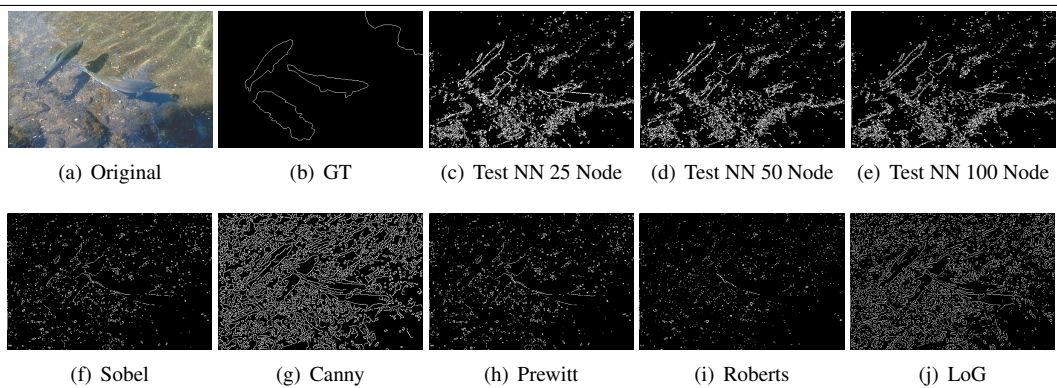 (a) Original (b) GT (c) Test NN 25 Node (d) Test NN 50 Node (e) Test NN 100 Node
(f) Sobel (g) Canny (h) Prewitt (i) Roberts (j) LoG